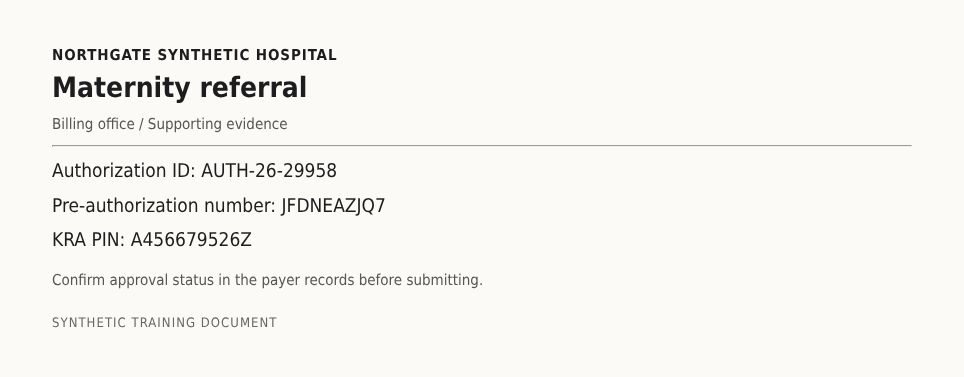 NORTHGATE SYNTHETIC HOSPITAL
Maternity referral
Billing office / Supporting evidence
Authorization ID: AUTH-26-29958
Pre-authorization number: JFDNEAZJQ7
KRA PIN: A456679526Z
Confirm approval status in the payer records before submitting.
SYNTHETIC TRAINING DOCUMENT